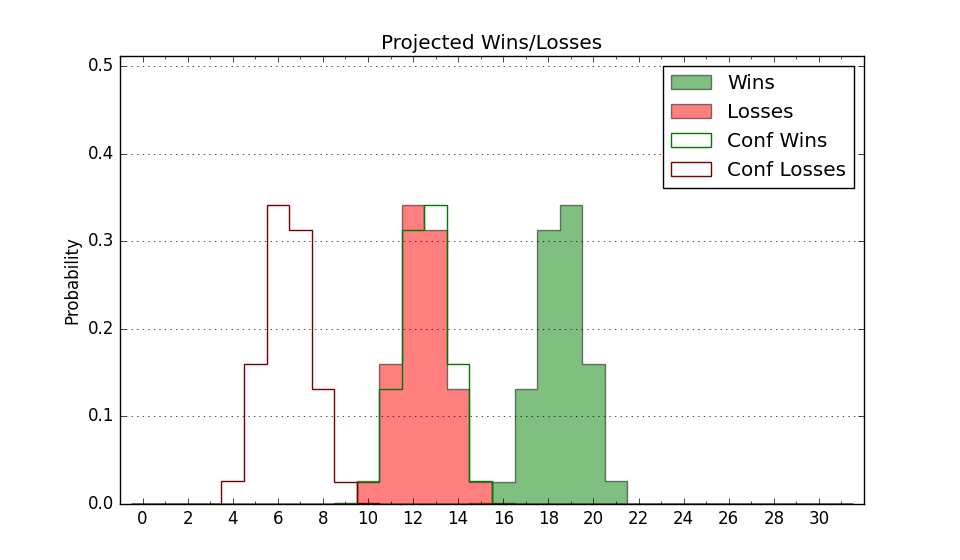 Projected Wins/Losses
Probability
0.5
0.4
0.3
0.2
0.1
0.0
0 2 4 6 8 10 12 14 16 18 20 22 24 26 28 30
Wins
Losses
Conf Wins
Conf Losses